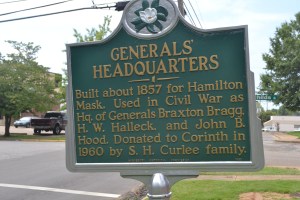 GENERALS'
HEADQUARTERS
Built about 1857 for Hamilton
Mask. Used in Civil War as
Hq. of Generals Braxton Bragg,
H. W. Halleck, and John B.
Hood. Donated to Corinth in
1960 by S. H. Curlee family.